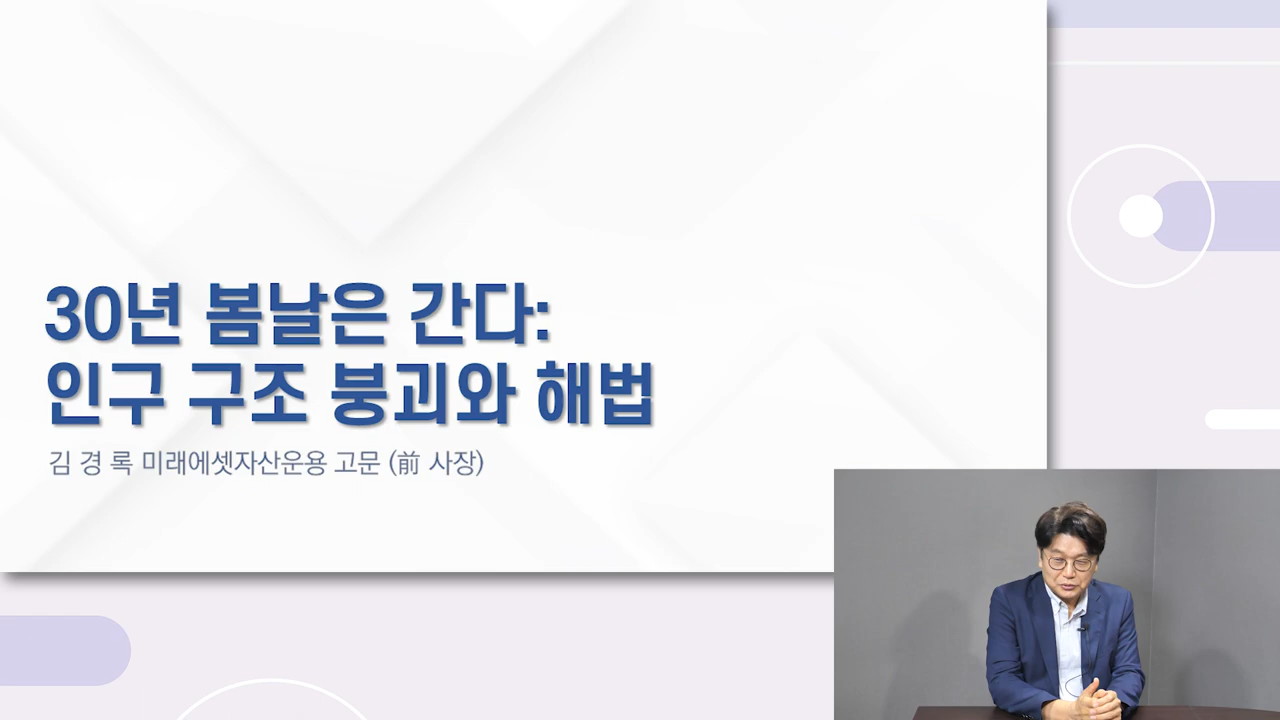 30년 봄날은 간다:
인구 구조 붕괴와 해법
김 경 록 미래에셋자산운용 고문 (前 사장)